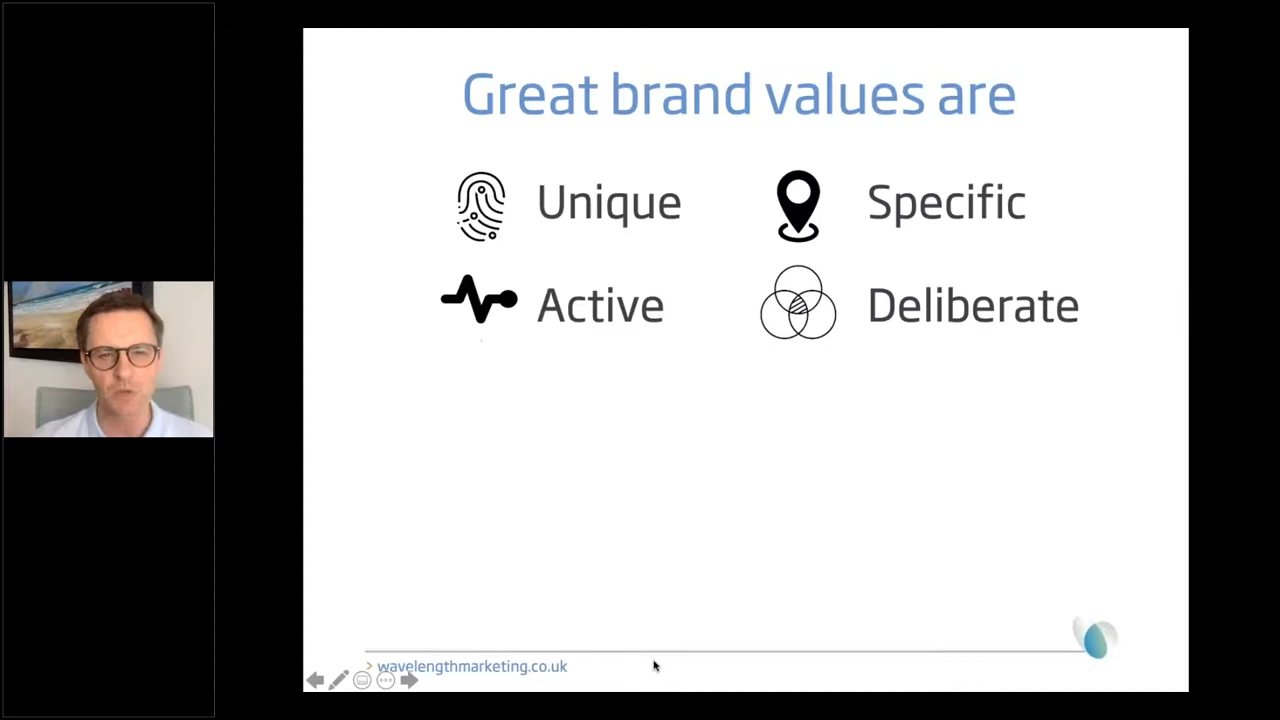 Great brand values are
Unique
Specific
Active
Deliberate
> wavelengthmarketing.co.uk